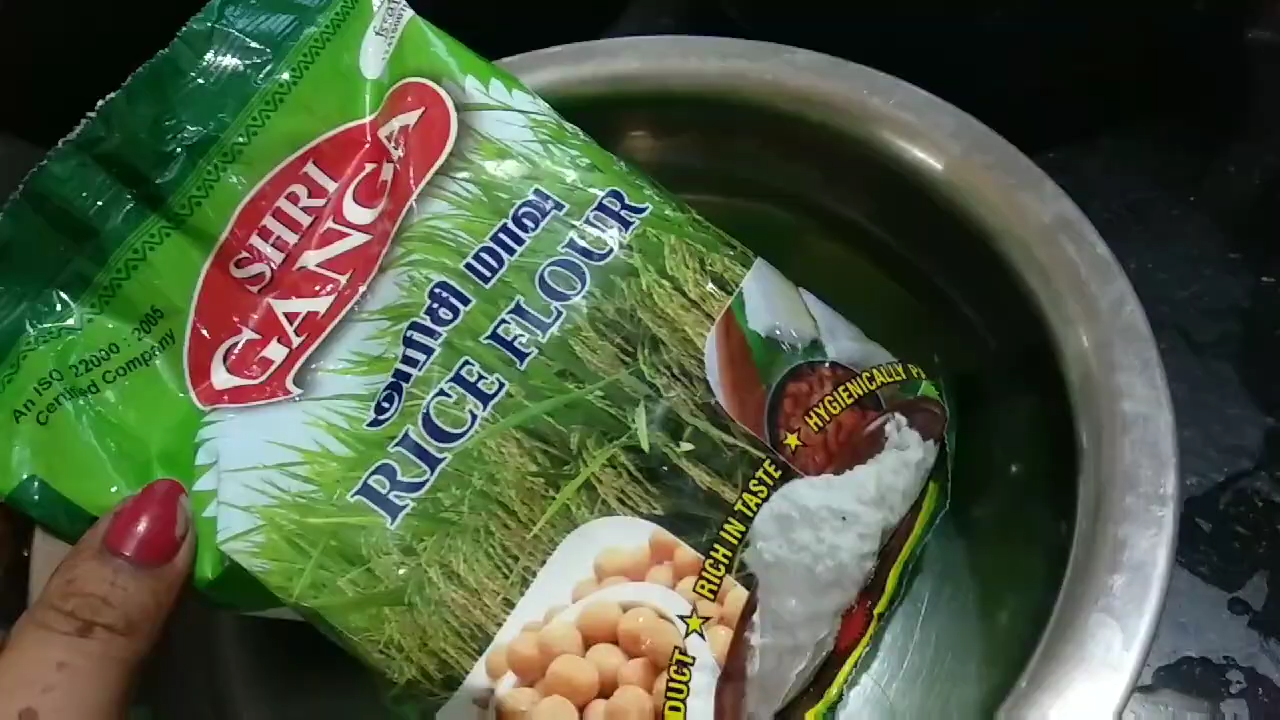 SHRI
GANGA
அரிசி மாவு
RICE FLOUR
An ISO 22000 : 2005
Certified Company
DUCT ★ RICH IN TASTE ★ HYGIENICALLY P